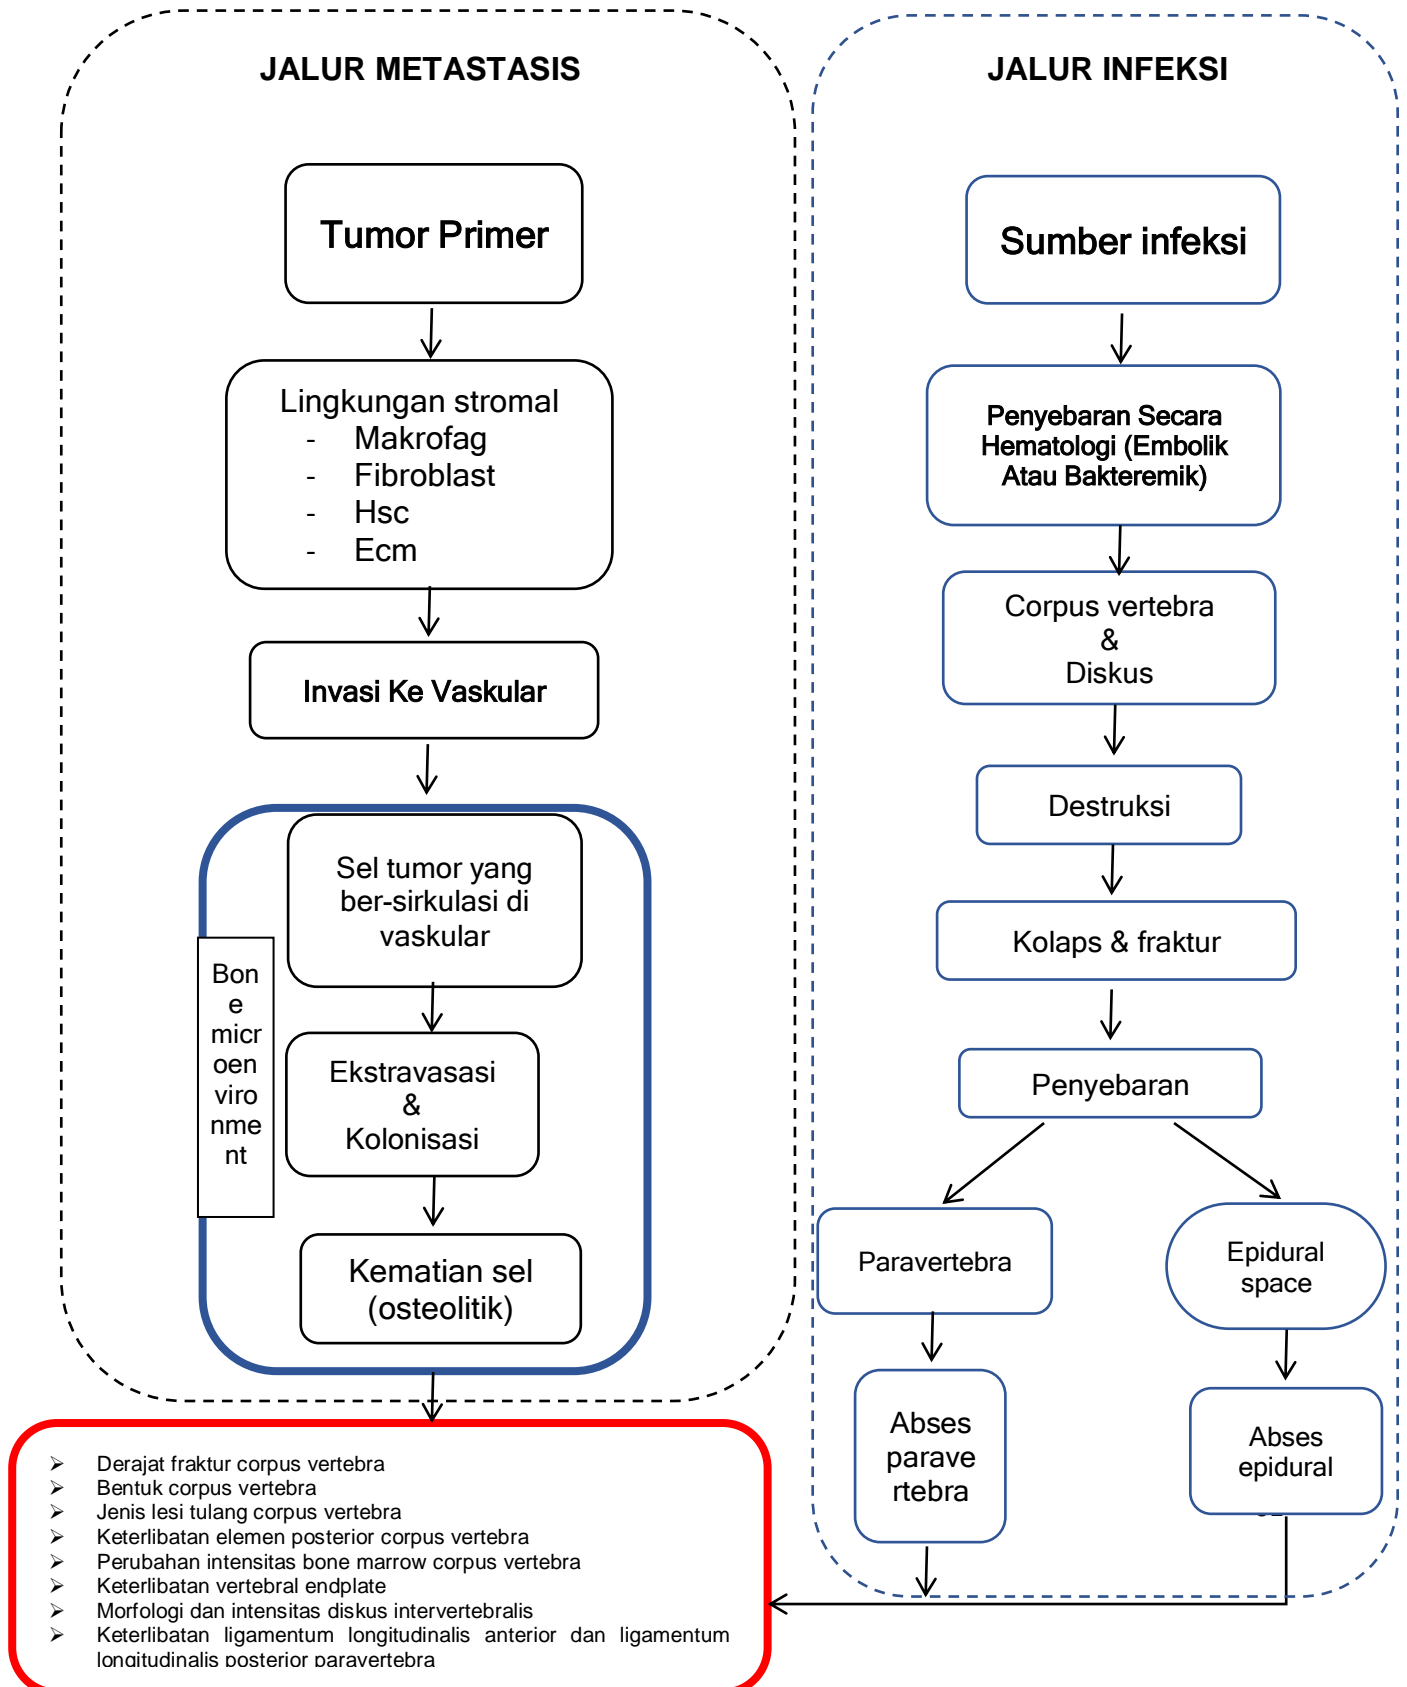 JALUR METASTASIS
Tumor Primer
Lingkungan stromal
- Makrofag
- Fibroblast
- Hsc
- Ecm
Invasi Ke Vaskular
Sel tumor yang
ber-sirkulasi di
vaskular
Bon
e
micr
oen
viro
nme
nt
Ekstravasasi
&
Kolonisasi
Kematian sel
(osteolitik)
JALUR INFEKSI
Sumber infeksi
Penyebaran Secara
Hematologi (Embolik
Atau Bakteremik)
Corpus vertebra
&
Diskus
Destruksi
Kolaps & fraktur
Penyebaran
Paravertebra
Epidural
space
Abses
parave
rtebra
Abses
epidural
➢ Derajat fraktur corpus vertebra
➢ Bentuk corpus vertebra
➢ Jenis lesi tulang corpus vertebra
➢ Keterlibatan elemen posterior corpus vertebra
➢ Perubahan intensitas bone marrow corpus vertebra
➢ Keterlibatan vertebral endplate
➢ Morfologi dan intensitas diskus intervertebralis
➢ Keterlibatan ligamentum longitudinalis anterior dan ligamentum
longitudinalis posterior paravertebra